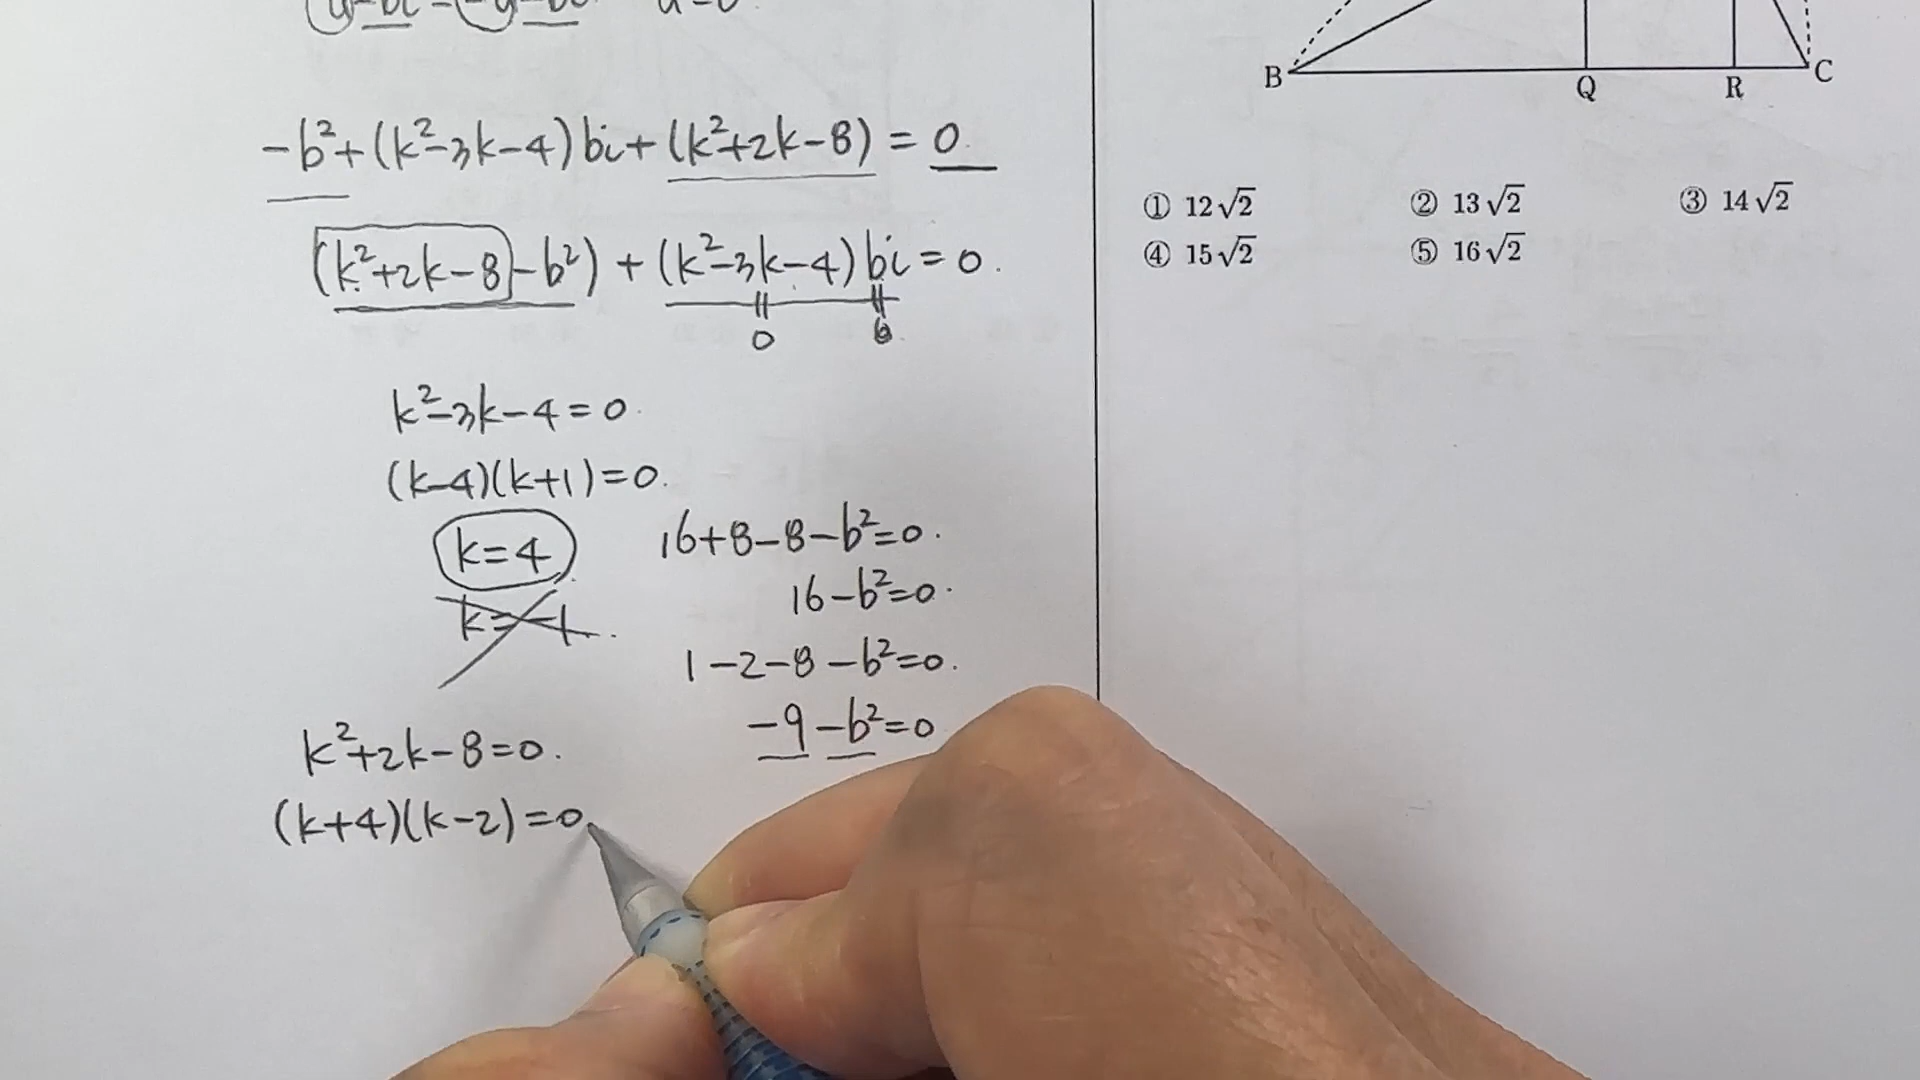 -b²+(k²-3k-4)bi+(k²+2k-8)=0
(k²+2k-8-b²)+(k²-3k-4)bi=0.
0
k²-3k-4=0.
(k-4)(k+1)=0.
k=4
k=-1.
16+8-8-b²=0.
16-b²=0.
1-2-8-b²=0.
-9-b²=0
k²+2k-8=0.
(k+4)(k-2)=0.
B
Q
R
C
① 12√2
② 13√2
③ 14√2
④ 15√2
⑤ 16√2